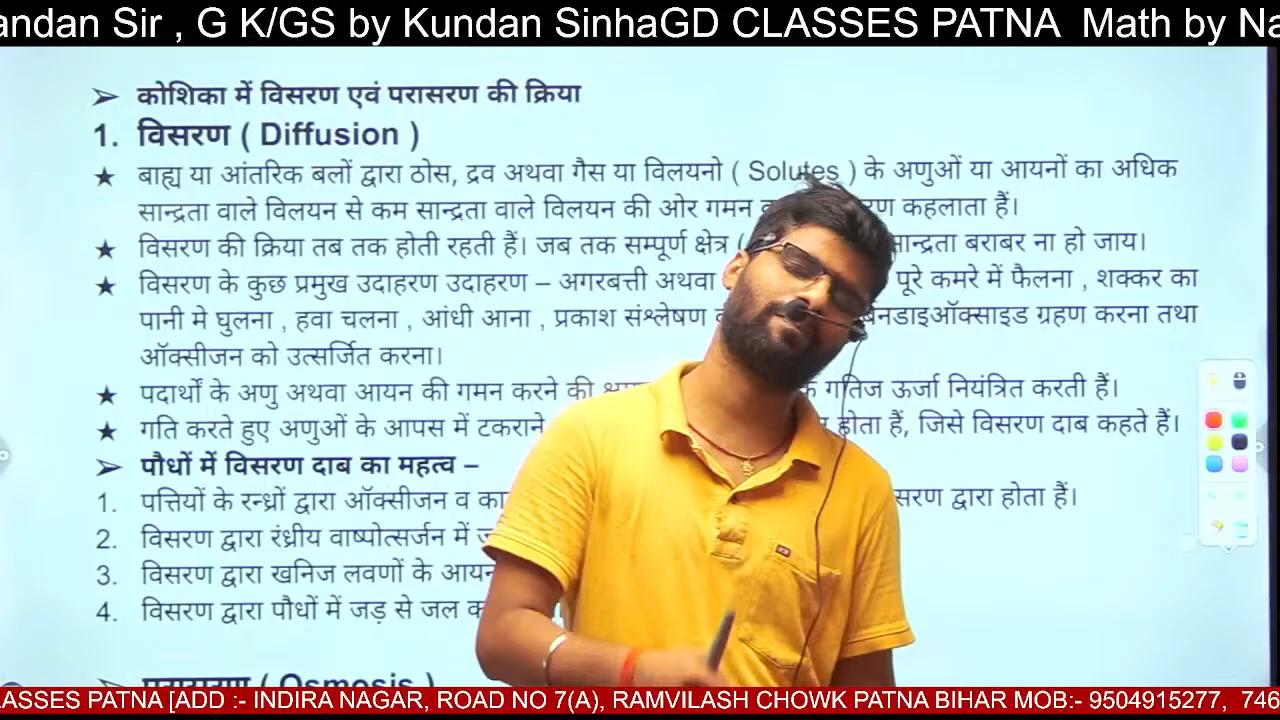 andan Sir , G K/GS by Kundan SinhaGD CLASSES PATNA  Math by Na
➢ कोशिका में विसरण एवं परासरण की क्रिया
1. विसरण ( Diffusion )
★ बाह्य या आंतरिक बलों द्वारा ठोस, द्रव अथवा गैस या विलयनो ( Solutes ) के अणुओं या आयनों का अधिक
सान्द्रता वाले विलयन से कम सान्द्रता वाले विलयन की ओर गमन कहलाता हैं।
★ विसरण की क्रिया तब तक होती रहती हैं। जब तक सम्पूर्ण क्षेत्र ( सान्द्रता बराबर ना हो जाय।
★ विसरण के कुछ प्रमुख उदाहरण उदाहरण – अगरबत्ती अथवा पूरे कमरे में फैलना , शक्कर का
पानी मे घुलना , हवा चलना , आंधी आना , प्रकाश संश्लेषण नडाइऑक्साइड ग्रहण करना तथा
ऑक्सीजन को उत्सर्जित करना।
★ पदार्थों के अणु अथवा आयन की गमन करने की गतिज ऊर्जा नियंत्रित करती हैं।
★ गति करते हुए अणुओं के आपस में टकराने होता हैं, जिसे विसरण दाब कहते हैं।
➢ पौधों में विसरण दाब का महत्व –
1. पत्तियों के रन्ध्रों द्वारा ऑक्सीजन व का सरण द्वारा होता हैं।
2. विसरण द्वारा रंध्रीय वाष्पोत्सर्जन में
3. विसरण द्वारा खनिज लवणों के आयन
4. विसरण द्वारा पौधों में जड़ से जल
( Osmosis )
LASSES PATNA [ADD :- INDIRA NAGAR, ROAD NO 7(A), RAMVILASH CHOWK PATNA BIHAR MOB:- 9504915277,  746